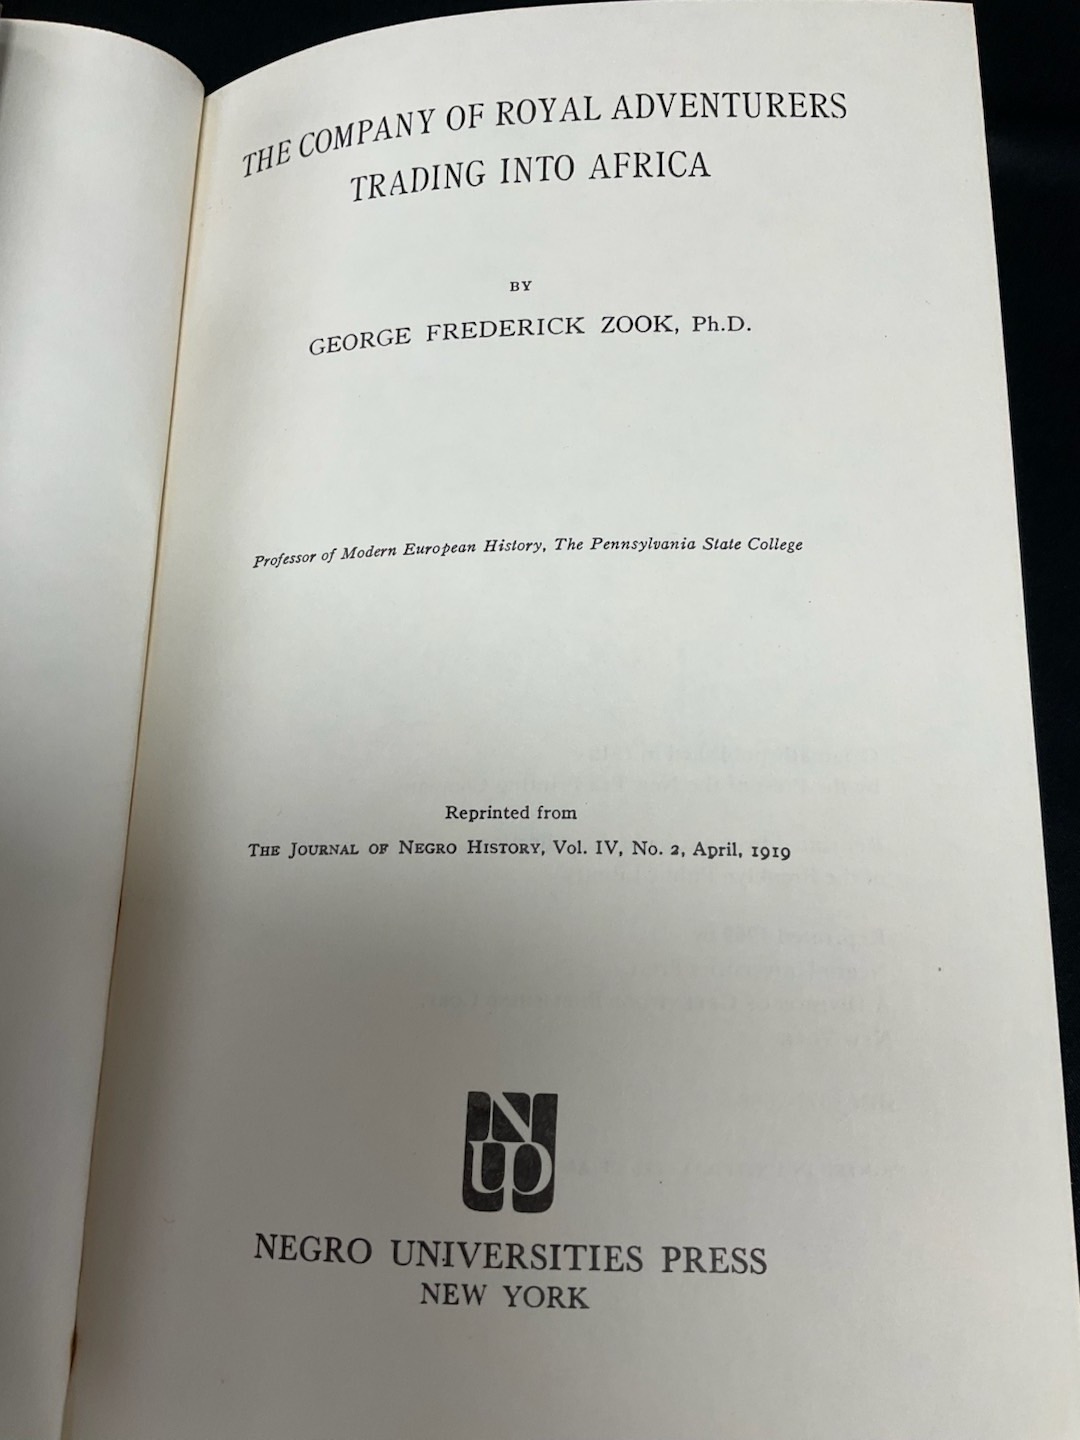 THE COMPANY OF ROYAL ADVENTURERS
TRADING INTO AFRICA
BY
GEORGE FREDERICK ZOOK, Ph.D.
Professor of Modern European History, The Pennsylvania State College
Reprinted from
THE JOURNAL OF NEGRO HISTORY, Vol. IV, No. 2, April, 1919
NUP
NEGRO UNIVERSITIES PRESS
NEW YORK